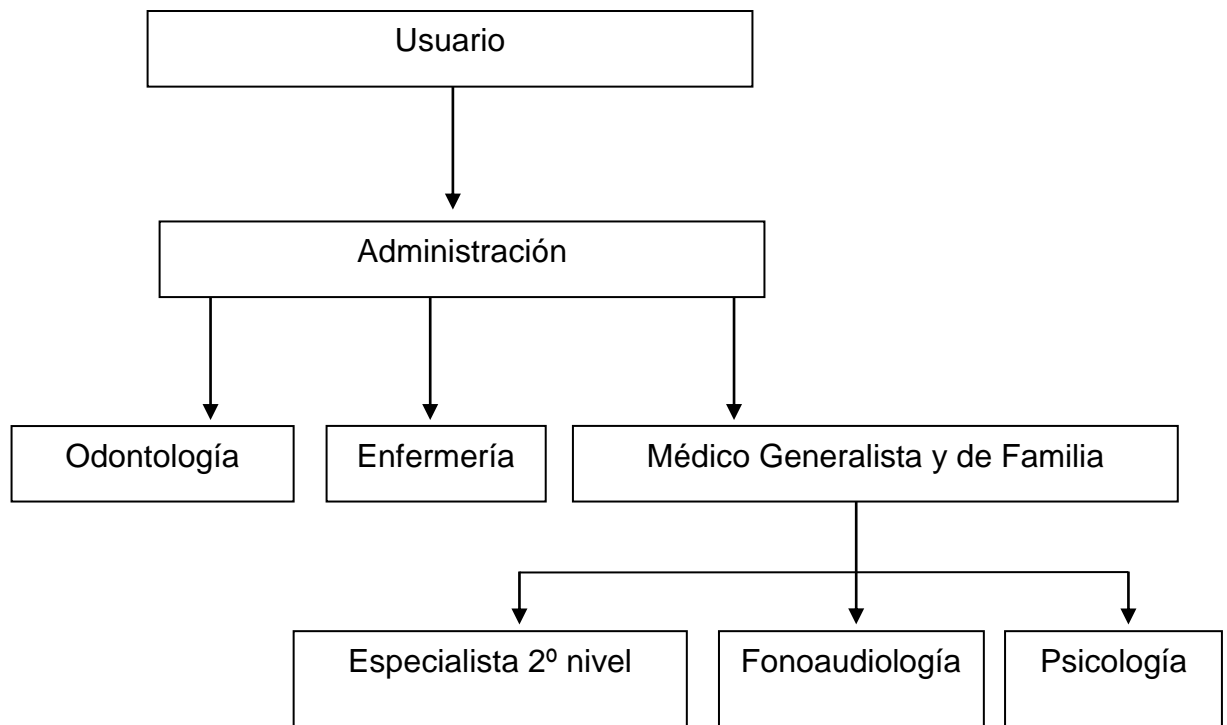 Usuario
Administración
Odontología
Enfermería
Médico Generalista y de Familia
Especialista 2º nivel
Fonoaudiología
Psicología